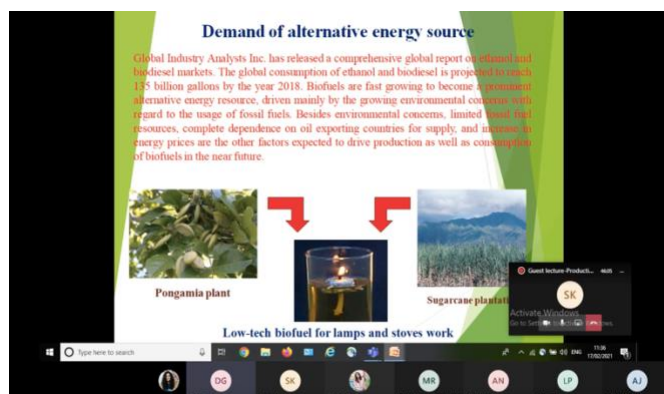 Demand of alternative energy source
Global Industry Analysts Inc. has released a comprehensive global report on ethanol and
biodiesel markets. The global consumption of ethanol and biodiesel is projected to reach
135 billion gallons by the year 2018. Biofuels are fast growing to become a prominent
alternative energy resource, driven mainly by the growing environmental concerns with
regard to the usage of fossil fuels. Besides environmental concerns, limited fossil fuel
resources, complete dependence on oil exporting countries for supply, and increase in
energy prices are the other factors expected to drive production as well as consumption
of biofuels in the near future.
Pongamia plant
Sugarcane plantati
Low-tech biofuel for lamps and stoves work
Guest lecture-Producti... 46:05 ...
SK
Activate Windows
Go to
Type here to search
ENG
11:36
17/02/2021
DG
SK
MR
AN
LP
AJ